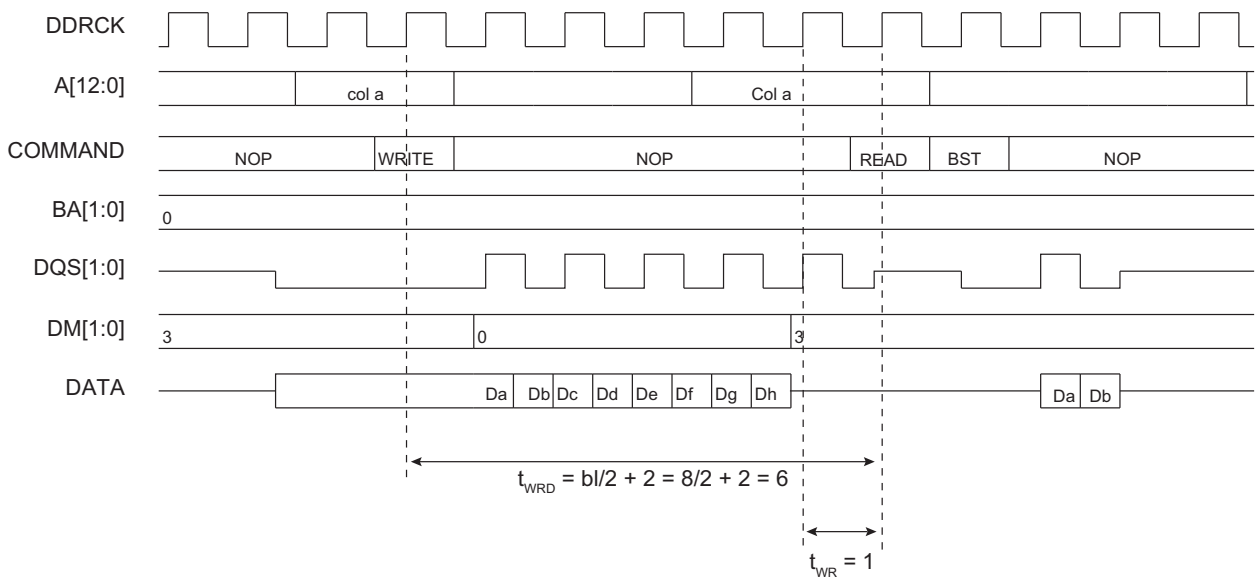 DDRCK
A[12:0] col a Col a
COMMAND NOP WRITE NOP READ BST NOP
BA[1:0] 0
DQS[1:0]
DM[1:0] 3 0 3
DATA Da Db Dc Dd De Df Dg Dh Da Db
tWRD = bl/2 + 2 = 8/2 + 2 = 6
tWR = 1